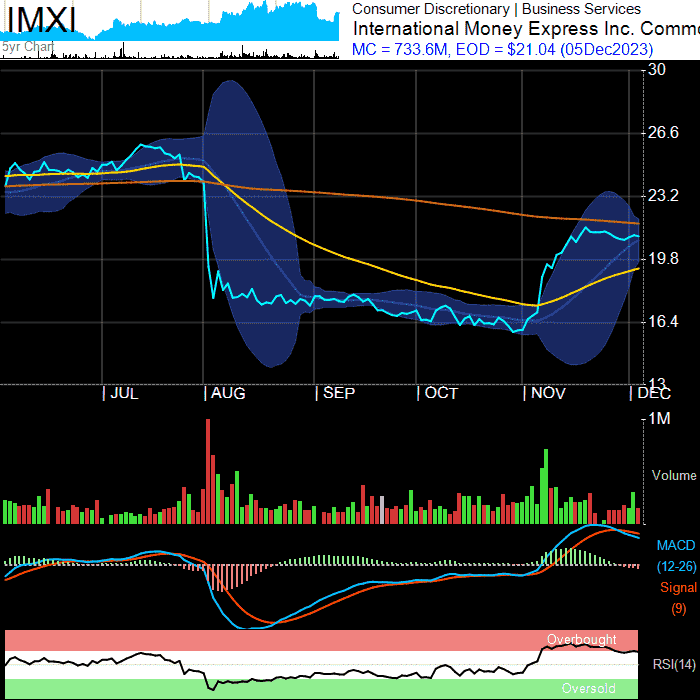 IMXI
5yr Chart
Consumer Discretionary | Business Services
International Money Express Inc. Commo
MC = 733.6M, EOD = $21.04 (05Dec2023)
30
26.6
23.2
19.8
16.4
13
| JUL | AUG | SEP | OCT | NOV | DEC
1M
Volume
MACD
(12-26)
Signal
(9)
Overbought
RSI(14)
Oversold